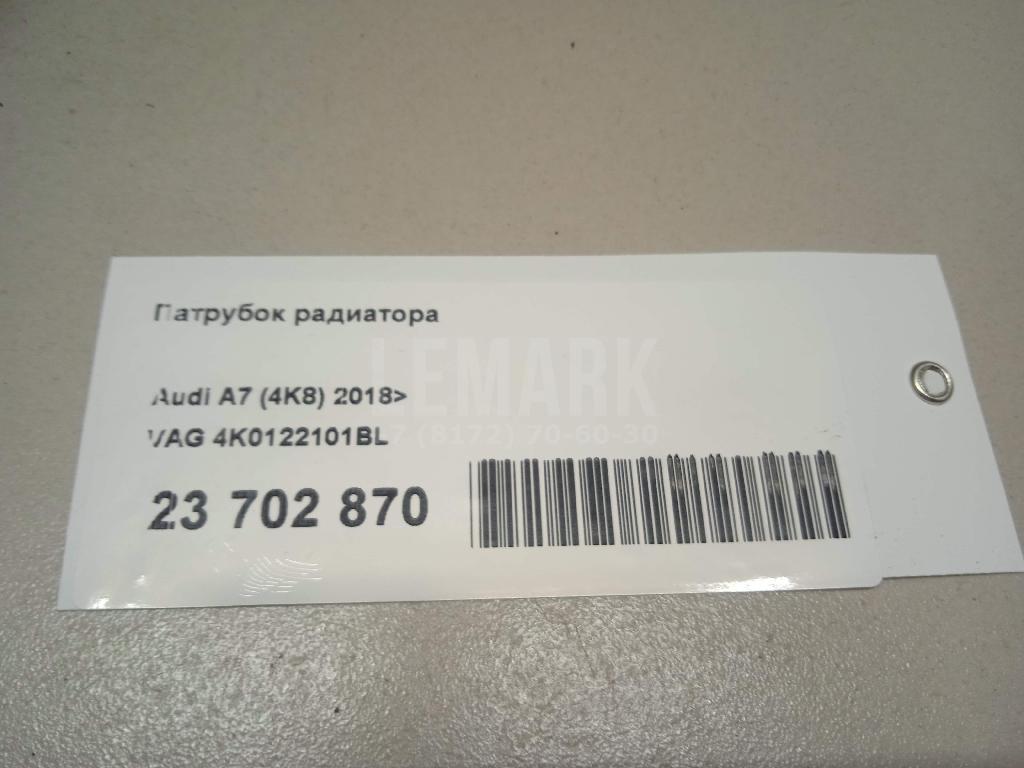 Патрубок радиатора
LEMARK
Audi A7 (4K8) 2018>
+7 (8172) 70-60-30
VAG 4K0122101BL
23 702 870